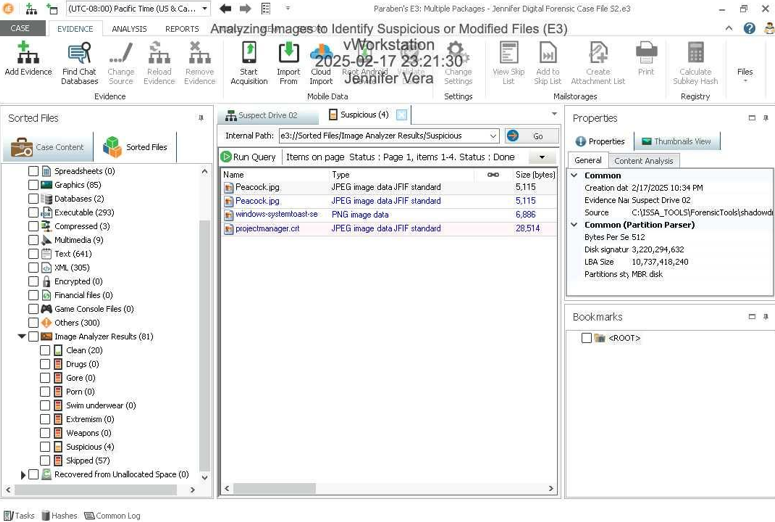 (UTC-08:00) Pacific Time (US & Ca...
Paraben's E3: Multiple Packages - Jennifer Digital Forensic Case File S2.e3
CASE
EVIDENCE
ANALYSIS
REPORTS
Analyzing Images to Identify Suspicious or Modified Files (E3)
vWorkstation
2025-02-17 23:21:30
Jennifer Vera
Add Evidence
Find Chat Databases
Change Source
Reload Evidence
Remove Evidence
Start Acquisition
Import From
Cloud Import
Root Android
Change Settings
View Skip List
Add to Skip List
Create Attachment List
Print
Calculate Subkey Hash
Files
Evidence
Mobile Data
Settings
Mailstorages
Registry
Sorted Files
Case Content
Sorted Files
Spreadsheets (0)
Graphics (85)
Databases (2)
Executable (293)
Compressed (3)
Multimedia (9)
Text (641)
XML (305)
Encrypted (0)
Financial files (0)
Game Console Files (0)
Others (300)
Image Analyzer Results (81)
Clean (20)
Drugs (0)
Gore (0)
Porn (0)
Swim underwear (0)
Extremism (0)
Weapons (0)
Suspicious (4)
Skipped (57)
Recovered from Unallocated Space (0)
Suspect Drive 02
Suspicious (4)
Internal Path:
e3://Sorted Files/Image Analyzer Results/Suspicious
Go
Run Query
Items on page Status : Page 1, items 1-4. Status : Done
Name Type Size (bytes)
Peacock.jpg JPEG image data JFIF standard 5,115
Peacock.jpg JPEG image data JFIF standard 5,115
windows-systemtoast-se PNG image data 6,886
projectmanager.crt JPEG image data JFIF standard 28,514
Properties
Properties
Thumbnails View
General
Content Analysis
Common
Creation dat 2/17/2025 10:34 PM
Evidence Nam Suspect Drive 02
Source C:\ISSA_TOOLS\ForensicTools\shadowdr
Common (Partition Parser)
Bytes Per Se 512
Disk signatur 3,220,294,632
LBA Size 10,737,418,240
Partitions sty MBR disk
Bookmarks
<ROOT>
Tasks
Hashes
Common Log